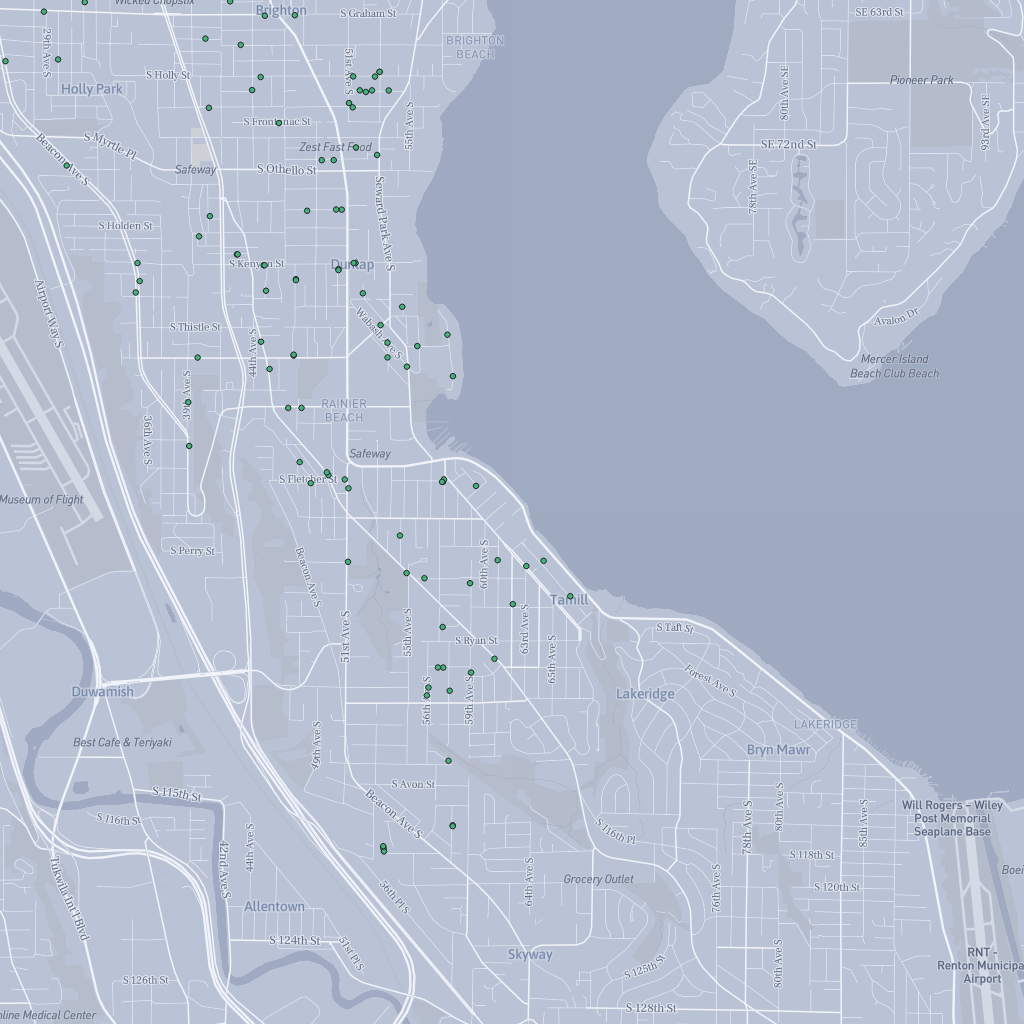 Wicked Chopstix
Brighton
S Graham St
SE 63rd St
29th Ave S
51st Ave S
BRIGHTON
BEACH
S Holly St
Holly Park
80th Ave SE
Pioneer Park
93rd Ave SE
S Frontenac St
55th Ave S
Beacon Ave S
S Myrtle Pl
Zest Fast Food
SE 72nd St
Safeway
S Othello St
78th Ave SE
Seward Park Ave S
S Holden St
S Kenyon St
Dunlap
Airport Way S
Wabash Ave S
Avalon Dr
S Thistle St
44th Ave S
Mercer Island
Beach Club Beach
39th Ave S
RAINIER
BEACH
36th Ave S
Safeway
S Fletcher St
Museum of Flight
S Perry St
Beacon Ave S
60th Ave S
Tamill
51st Ave S
55th Ave S
63rd Ave S
S Ryan St
65th Ave S
S Taft St
Forest Ave S
Duwamish
56th Ave S
59th Ave S
Lakeridge
LAKERIDGE
Best Cafe & Teriyaki
49th Ave S
Bryn Mawr
S Avon St
S 115th St
Beacon Ave S
S 116th St
S 116th Pl
78th Ave S
80th Ave S
85th Ave S
Will Rogers - Wiley
Post Memorial
Seaplane Base
44th Ave S
42nd Ave S
S 118th St
Tukwila Int'l Blvd
64th Ave S
Grocery Outlet
76th Ave S
S 120th St
Boei
56th Pl S
Allentown
S 124th St
51st Pl S
Skyway
S 125th St
80th Ave S
RNT -
Renton Municipa
Airport
S 126th St
S 128th St
nline Medical Center